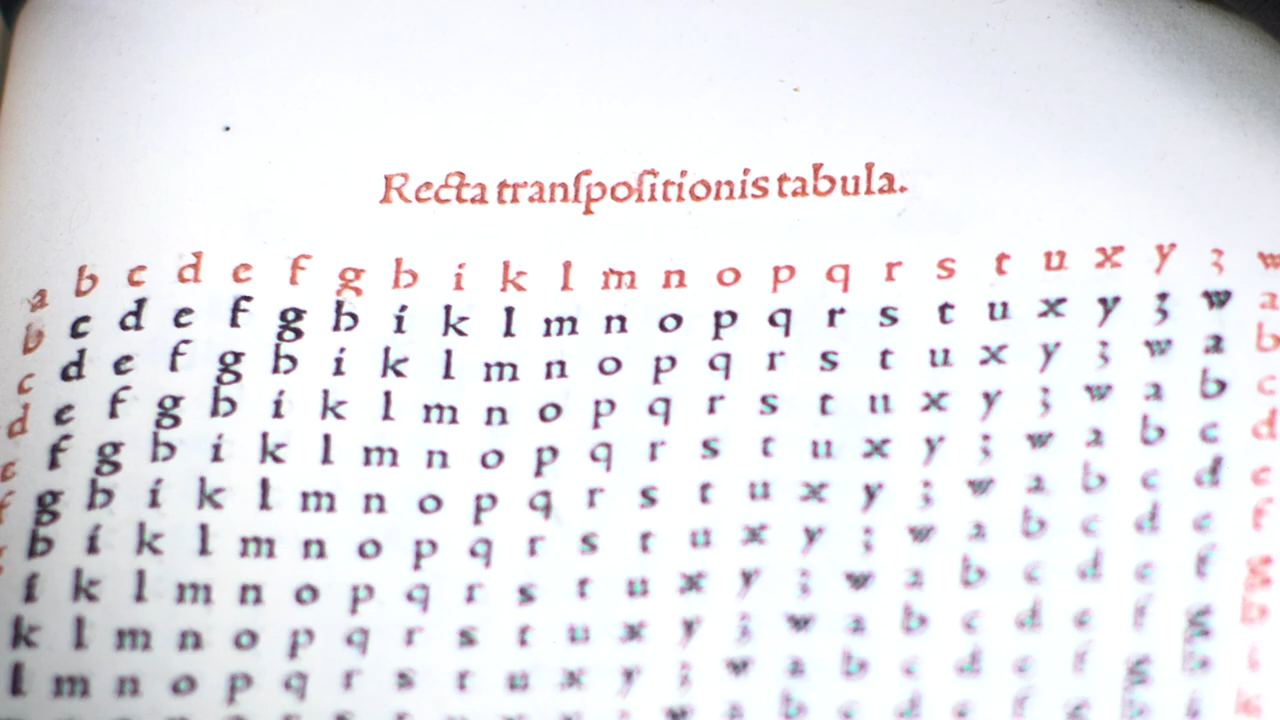 Recta tranſpoſitionis tabula.
a b c d e f g h i k l m n o p q r s t u x y z w
b c d e f g h i k l m n o p q r s t u x y z w a
c d e f g h i k l m n o p q r s t u x y z w a b
d e f g h i k l m n o p q r s t u x y z w a b c
e f g h i k l m n o p q r s t u x y z w a b c d
f g h i k l m n o p q r s t u x y z w a b c d e
h i k l m n o p q r s t u x y z w a b c d e f
i k l m n o p q r s t u x y z w a b c d e f g
k l m n o p q r s t u x y z w a b c d e f g h
l m n o p q r s t u x y z w a b c d e f g h i